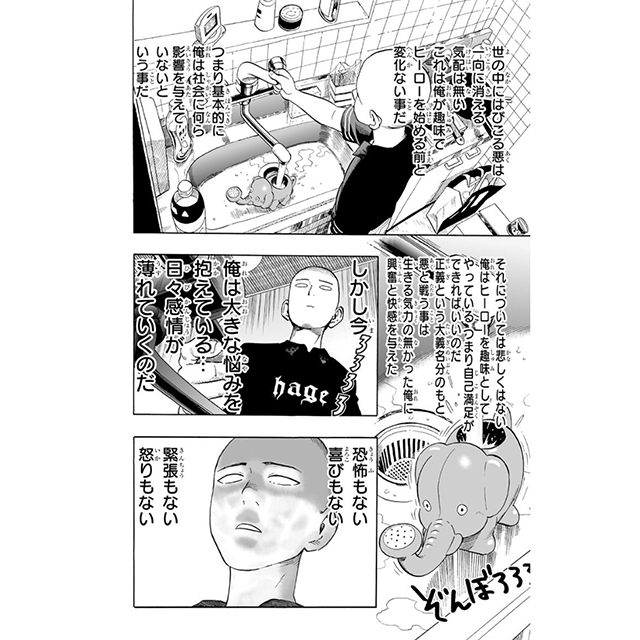 世の中にはびこる悪は
一向に消える
気配は無い
これは俺が趣味で
ヒーローを始める前と
変化ない事だ
つまり基本的に
俺は社会に何ら
影響を与えて
いないと
いう事だ
それについては悲しくはない
俺はヒーローを趣味として
やっている つまり自己満足が
できればいいのだ
正義という大義名分のもと
悪と戦う事は
生きる気力の無かった俺に
興奮と快感を与えた
しかし今
俺は大きな悩みを
抱えている…
日々感情が
薄れていくのだ
hage
ぞんぼろろろ
恐怖もない
喜びもない
緊張もない
怒りもない